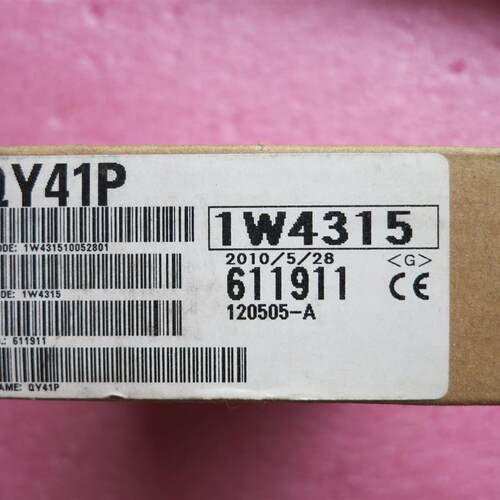 QY41P
1W4315
ODE: 1W431510052801
2010/5/28 <G>
DE: 1W4315
611911 CE
120505-A
.: 611911
AME: QY41P